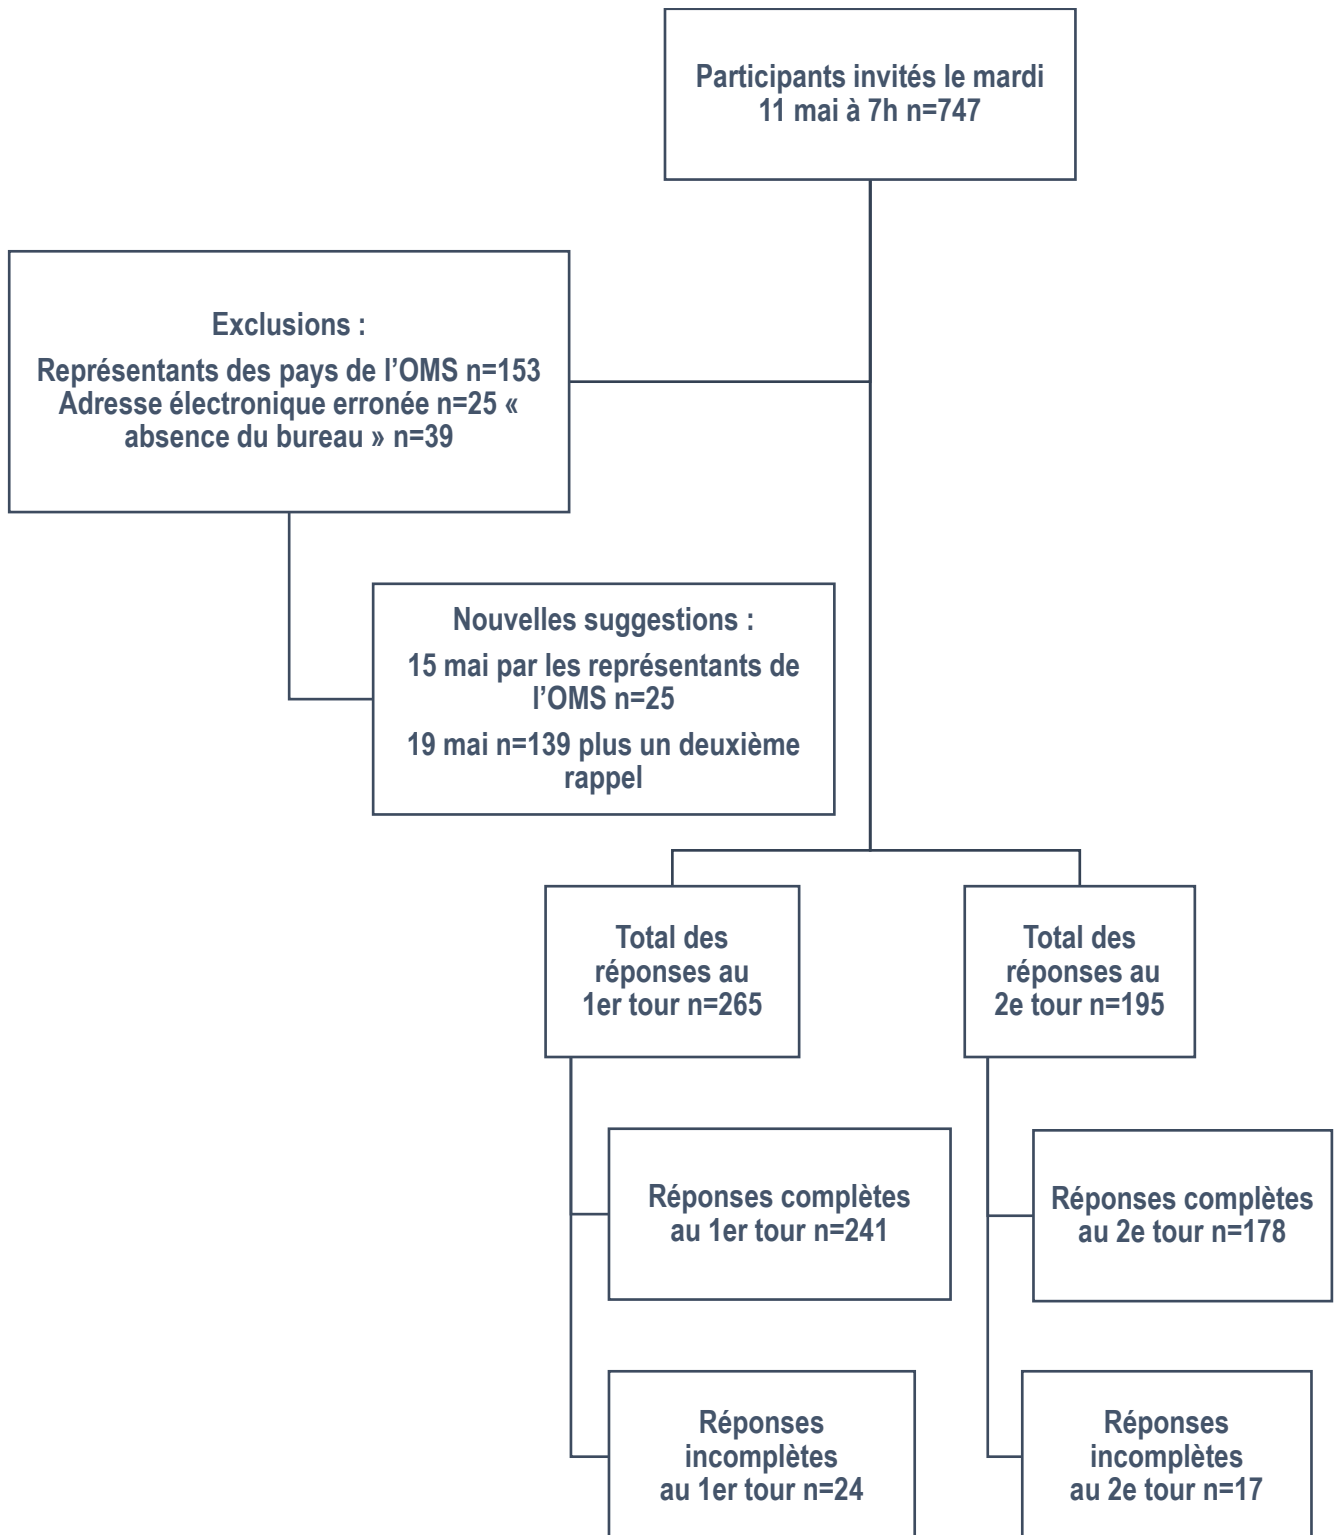 Participants invités le mardi
11 mai à 7h n=747
Exclusions :
Représentants des pays de l’OMS n=153
Adresse électronique erronée n=25 «
absence du bureau » n=39
Nouvelles suggestions :
15 mai par les représentants de
l’OMS n=25
19 mai n=139 plus un deuxième
rappel
Total des
réponses au
1er tour n=265
Total des
réponses au
2e tour n=195
Réponses complètes
au 1er tour n=241
Réponses complètes
au 2e tour n=178
Réponses
incomplètes
au 1er tour n=24
Réponses
incomplètes
au 2e tour n=17